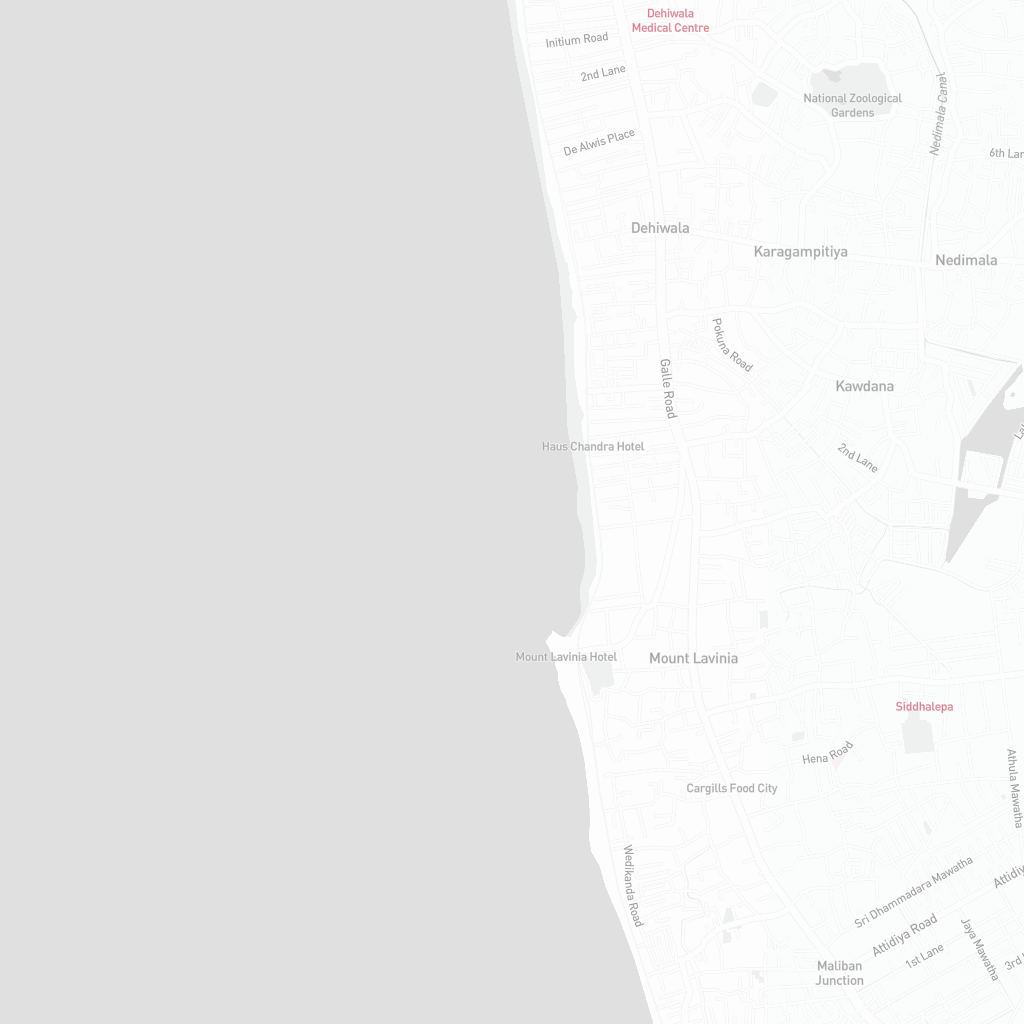 Dehiwala
Medical Centre
Initium Road
2nd Lane
National Zoological
Gardens
Nedimala Canal
De Alwis Place
6th Lan
Dehiwala
Karagampitiya
Nedimala
Pokuna Road
Galle Road
Kawdana
Haus Chandra Hotel
2nd Lane
Mount Lavinia Hotel
Mount Lavinia
Siddhalepa
Hena Road
Cargills Food City
Athula Mawatha
Wedikanda Road
Sri Dhammadara Mawatha
Attidiy
Attidiya Road
Jaya Mawatha
1st Lane
3rd
Maliban
Junction